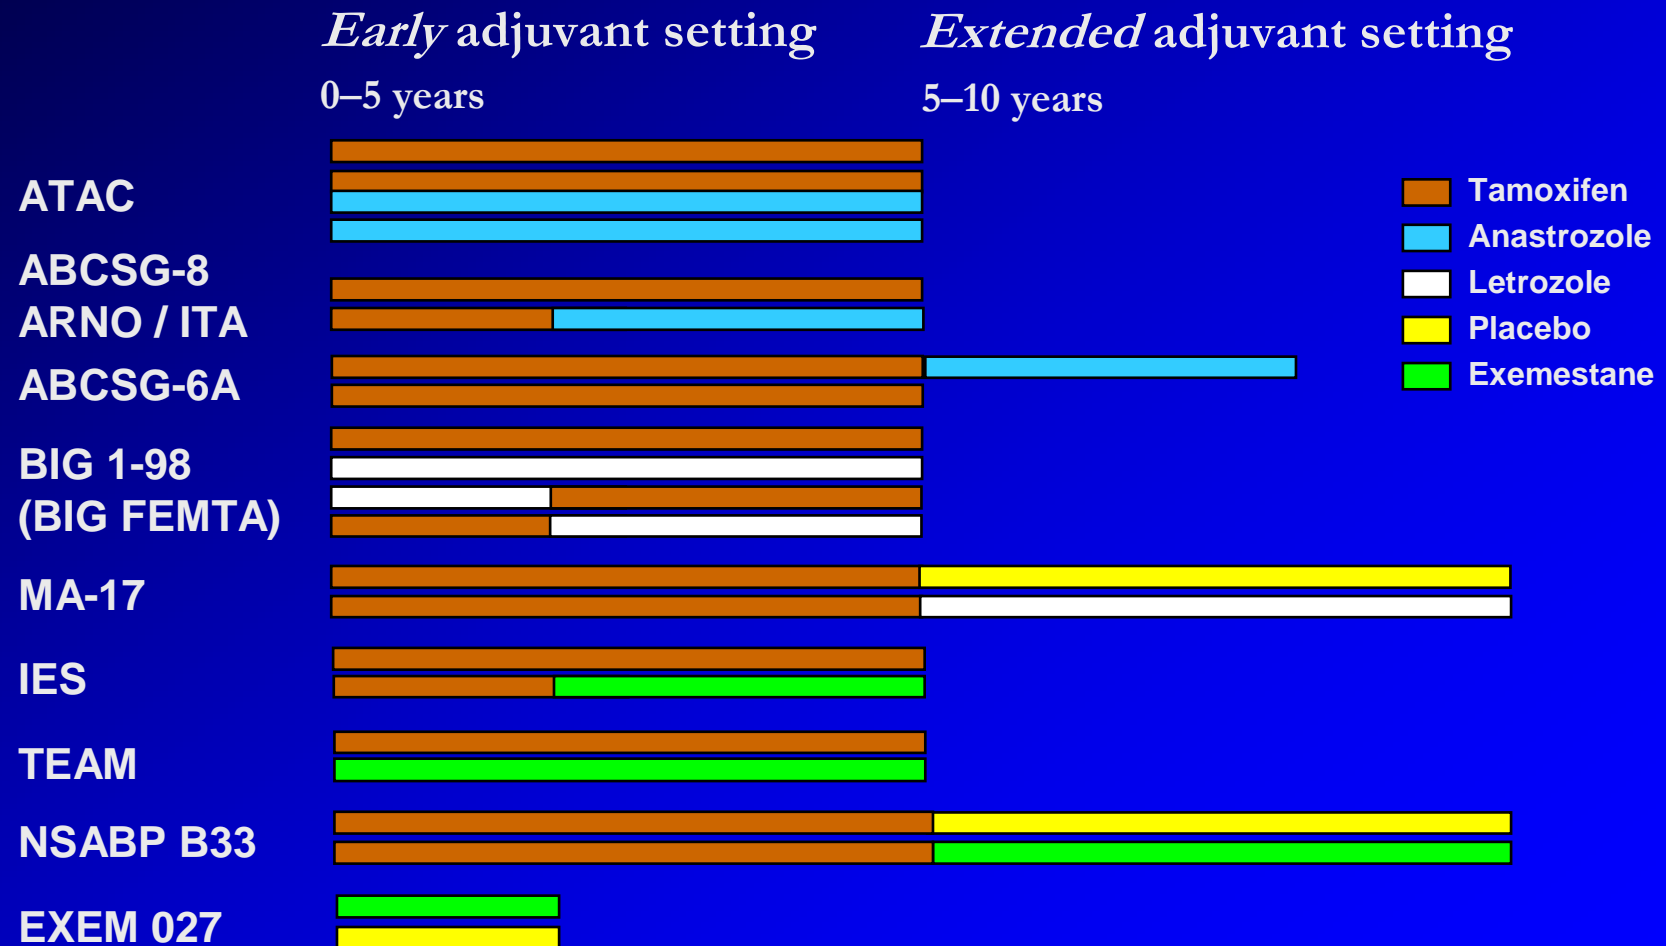 Early adjuvant setting
0–5 years
Extended adjuvant setting
5–10 years
ATAC
ABCSG-8
ARNO / ITA
ABCSG-6A
BIG 1-98
(BIG FEMTA)
MA-17
IES
TEAM
NSABP B33
EXEM 027
Tamoxifen
Anastrozole
Letrozole
Placebo
Exemestane